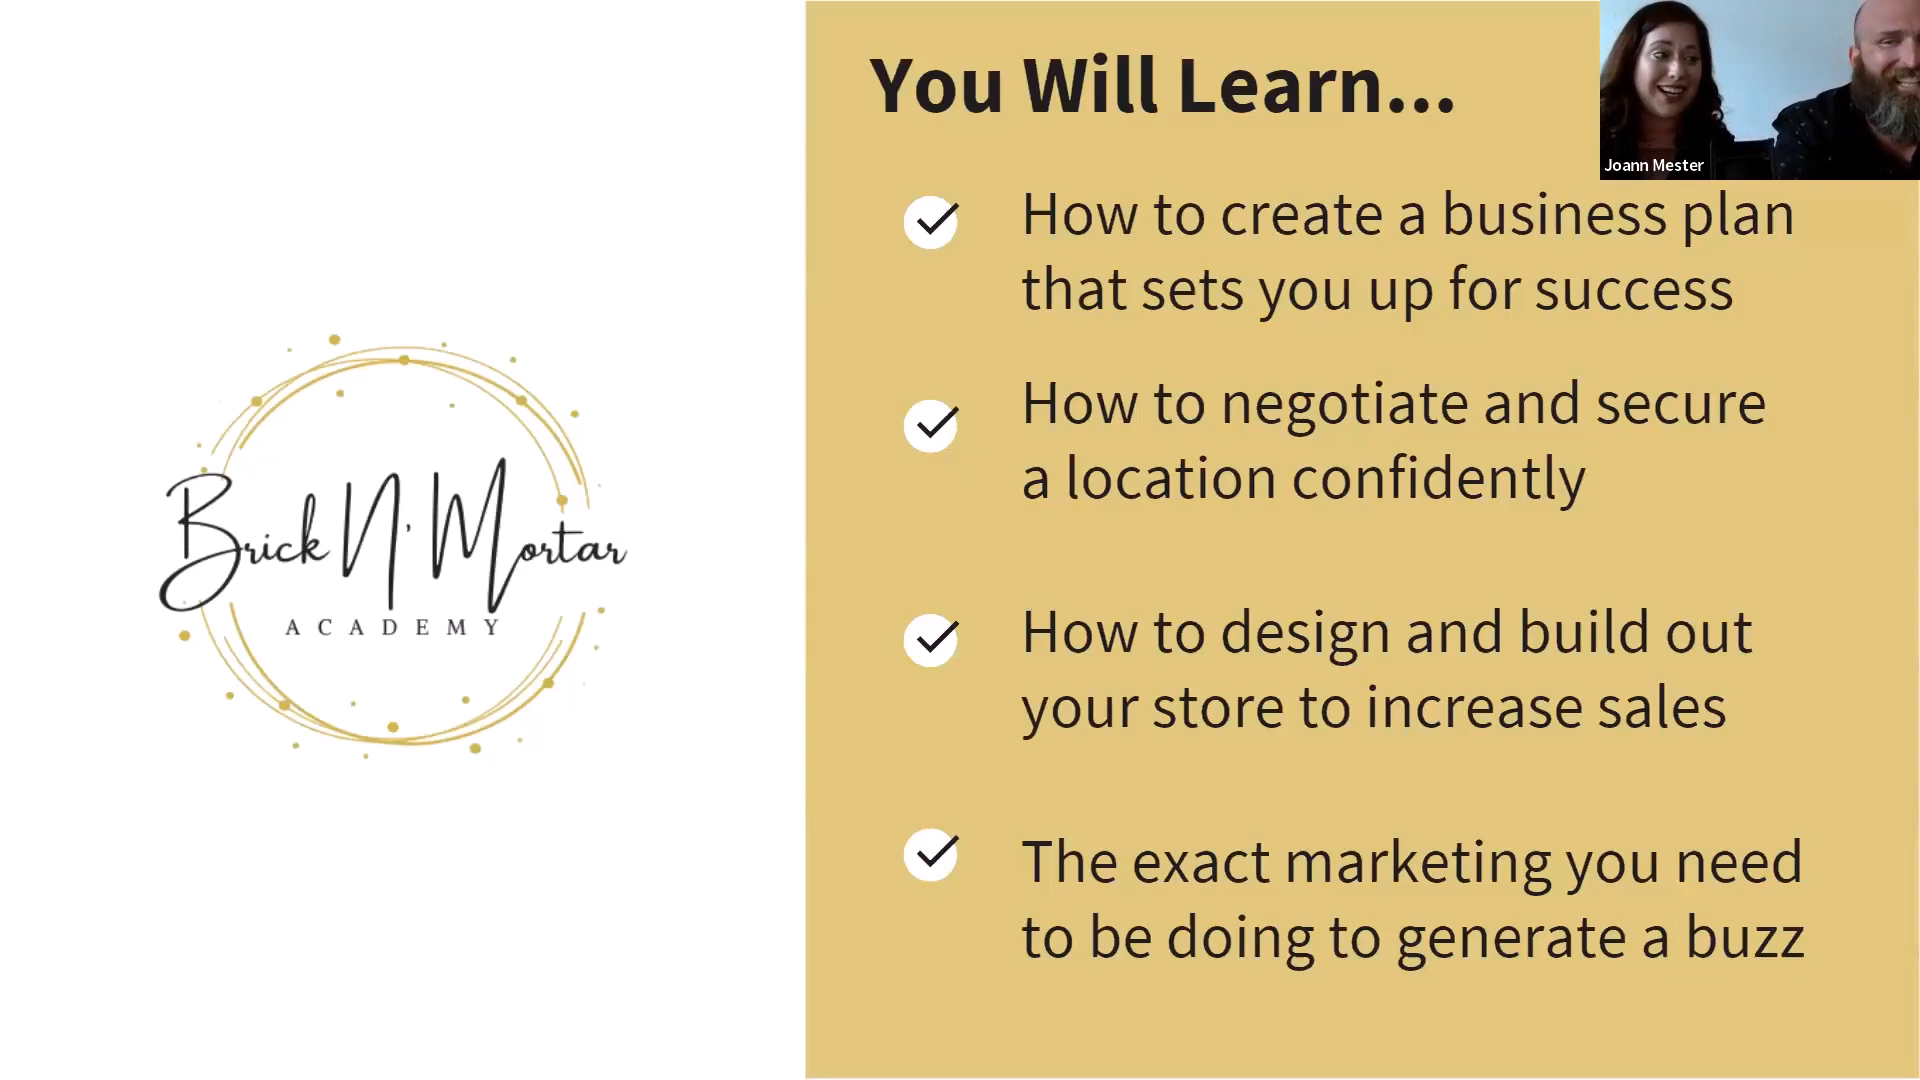 You Will Learn...
Joann Mester
How to create a business plan
that sets you up for success
How to negotiate and secure
a location confidently
Brick N' Mortar
ACADEMY
How to design and build out
your store to increase sales
The exact marketing you need
to be doing to generate a buzz